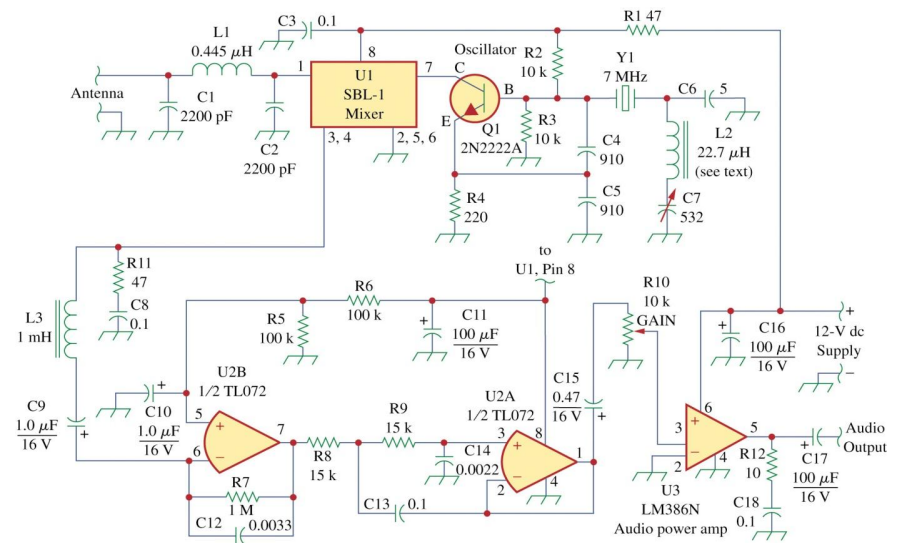 C3
0.1
R1 47
L1
0.445 μH
8
Oscillator
R2
10 k
Y1
7 MHz
1
U1
SBL-1
Mixer
7
C
B
E
C6
5
Antenna
C1
2200 pF
C2
2200 pF
3, 4
2, 5, 6
Q1
2N2222A
R3
10 k
C4
910
L2
22.7 μH
(see text)
R4
220
C5
910
C7
532
to
U1, Pin 8
R11
47
C8
0.1
L3
1 mH
R6
100 k
R5
100 k
+
C11
100 μF
16 V
R10
10 k
GAIN
+
C16
100 μF
16 V
+
12-V dc
Supply
−
C9
1.0 μF
16 V
+
+
C10
1.0 μF
16 V
U2B
1/2 TL072
5
+
6
−
7
R8
15 k
R9
15 k
C14
0.0022
U2A
1/2 TL072
3
+
8
2
−
4
1
C15
0.47
16 V
+
R7
1 M
C12
0.0033
C13
0.1
6
3
+
2
−
4
5
U3
LM386N
Audio power amp
R12
10
C18
0.1
+
C17
100 μF
16 V
Audio
Output